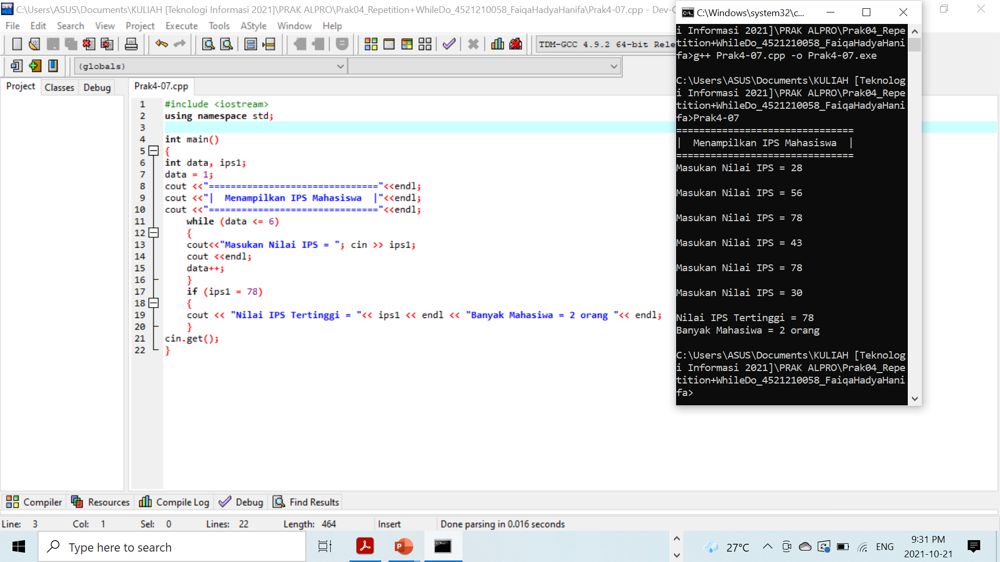 C:\Users\ASUS\Documents\KULIAH [Teknologi Informasi 2021]\PRAK ALPRO\Prak04_Repetition+WhileDo_4521210058_FaiqaHadyaHanifa\Prak4-07.cpp - Dev-C
File Edit Search View Project Execute Tools AStyle Window Help
TDM-GCC 4.9.2 64-bit Rele
(globals)
Project Classes Debug
Prak4-07.cpp
1 #include <iostream>
2 using namespace std;
3
4 int main()
5 {
6 int data, ips1;
7 data = 1;
8 cout <<"==============================="<<endl;
9 cout <<"|  Menampilkan IPS Mahasiswa  |"<<endl;
10 cout <<"==============================="<<endl;
11     while (data <= 6)
12     {
13     cout<<"Masukan Nilai IPS = "; cin >> ips1;
14     cout <<endl;
15     data++;
16     }
17     if (ips1 = 78)
18     {
19     cout << "Nilai IPS Tertinggi = "<< ips1 << endl << "Banyak Mahasiwa = 2 orang "<< endl;
20     }
21 cin.get();
22 }
C:\Windows\system32\c...
i Informasi 2021]\PRAK ALPRO\Prak04_Repe
tition+WhileDo_4521210058_FaiqaHadyaHani
fa>g++ Prak4-07.cpp -o Prak4-07.exe
C:\Users\ASUS\Documents\KULIAH [Teknolog
i Informasi 2021]\PRAK ALPRO\Prak04_Repe
tition+WhileDo_4521210058_FaiqaHadyaHani
fa>Prak4-07
===============================
|  Menampilkan IPS Mahasiswa  |
===============================
Masukan Nilai IPS = 28
Masukan Nilai IPS = 56
Masukan Nilai IPS = 78
Masukan Nilai IPS = 43
Masukan Nilai IPS = 78
Masukan Nilai IPS = 30
Nilai IPS Tertinggi = 78
Banyak Mahasiwa = 2 orang
C:\Users\ASUS\Documents\KULIAH [Teknolog
i Informasi 2021]\PRAK ALPRO\Prak04_Repe
tition+WhileDo_4521210058_FaiqaHadyaHani
fa>
Compiler Resources Compile Log Debug Find Results
Line: 3 Col: 1 Sel: 0 Lines: 22 Length: 464 Insert Done parsing in 0.016 seconds
Type here to search
27°C ENG 9:31 PM
2021-10-21